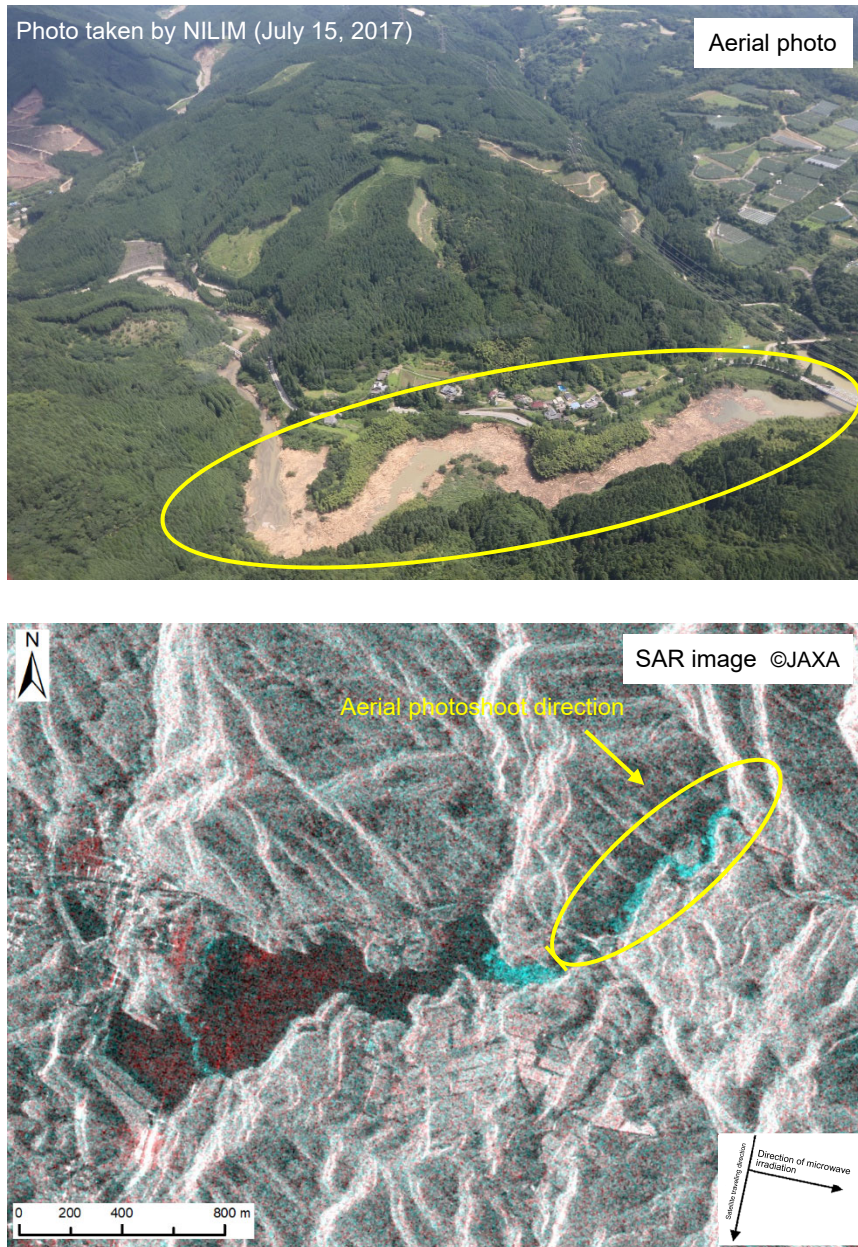 Photo taken by NILIM (July 15, 2017)
Aerial photo
N
SAR image ©JAXA
Aerial photoshoot direction
Satellite traveling direction
Direction of microwave
irradiation
0 200 400 800 m